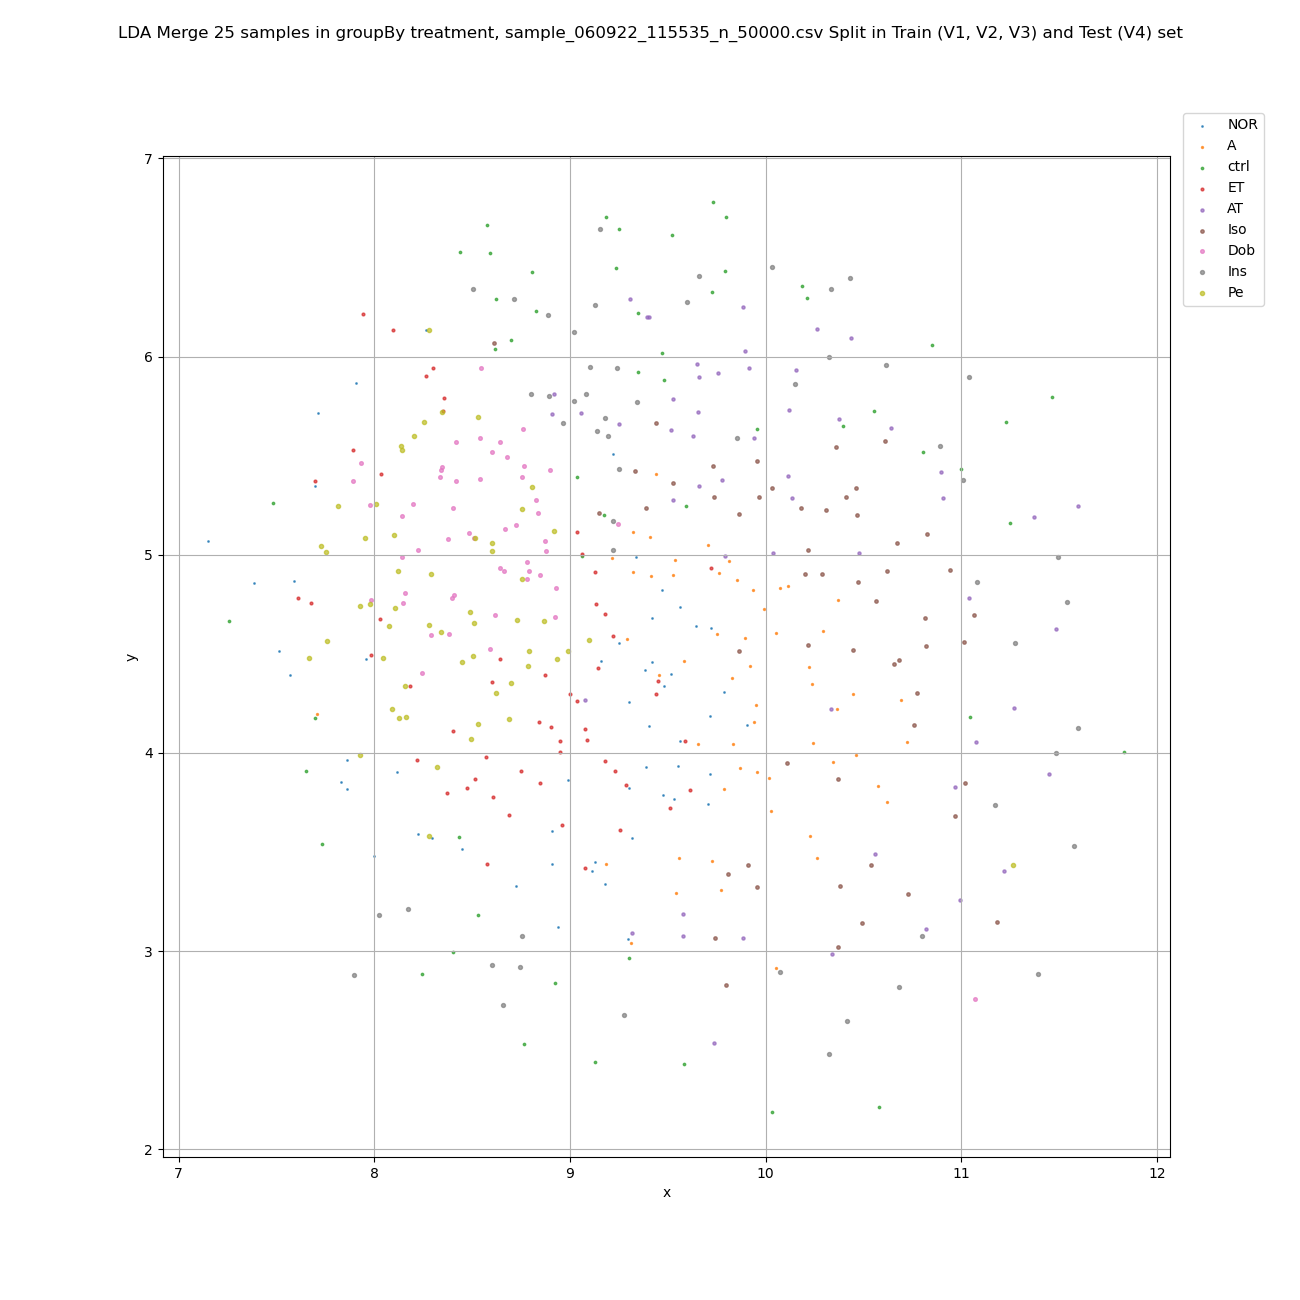 LDA Merge 25 samples in groupBy treatment, sample_060922_115535_n_50000.csv Split in Train (V1, V2, V3) and Test (V4) set
NOR
A
ctrl
ET
AT
Iso
Dob
Ins
Pe
7
6
5
4
3
2
y
7 8 9 10 11 12
x